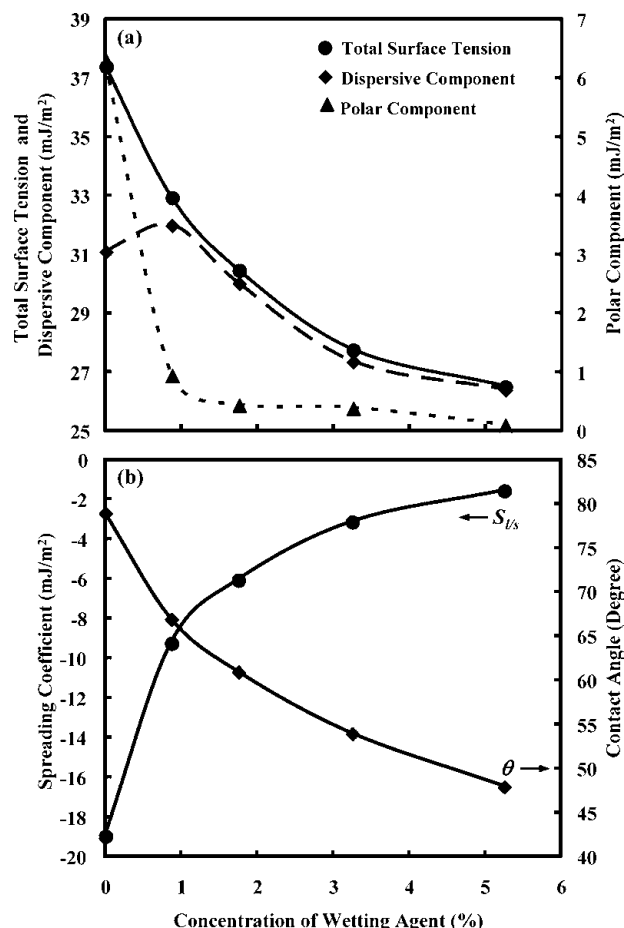 (a)
Total Surface Tension
Dispersive Component
Polar Component
39
37
35
33
31
29
27
25
Total Surface Tension and
Dispersive Component (mJ/m²)
7
6
5
4
3
2
1
0
Polar Component (mJ/m²)
(b)
0
-2
-4
-6
-8
-10
-12
-14
-16
-18
-20
Spreading Coefficient (mJ/m²)
S l/s
θ
85
80
75
70
65
60
55
50
45
40
Contact Angle (Degree)
0 1 2 3 4 5 6
Concentration of Wetting Agent (%)